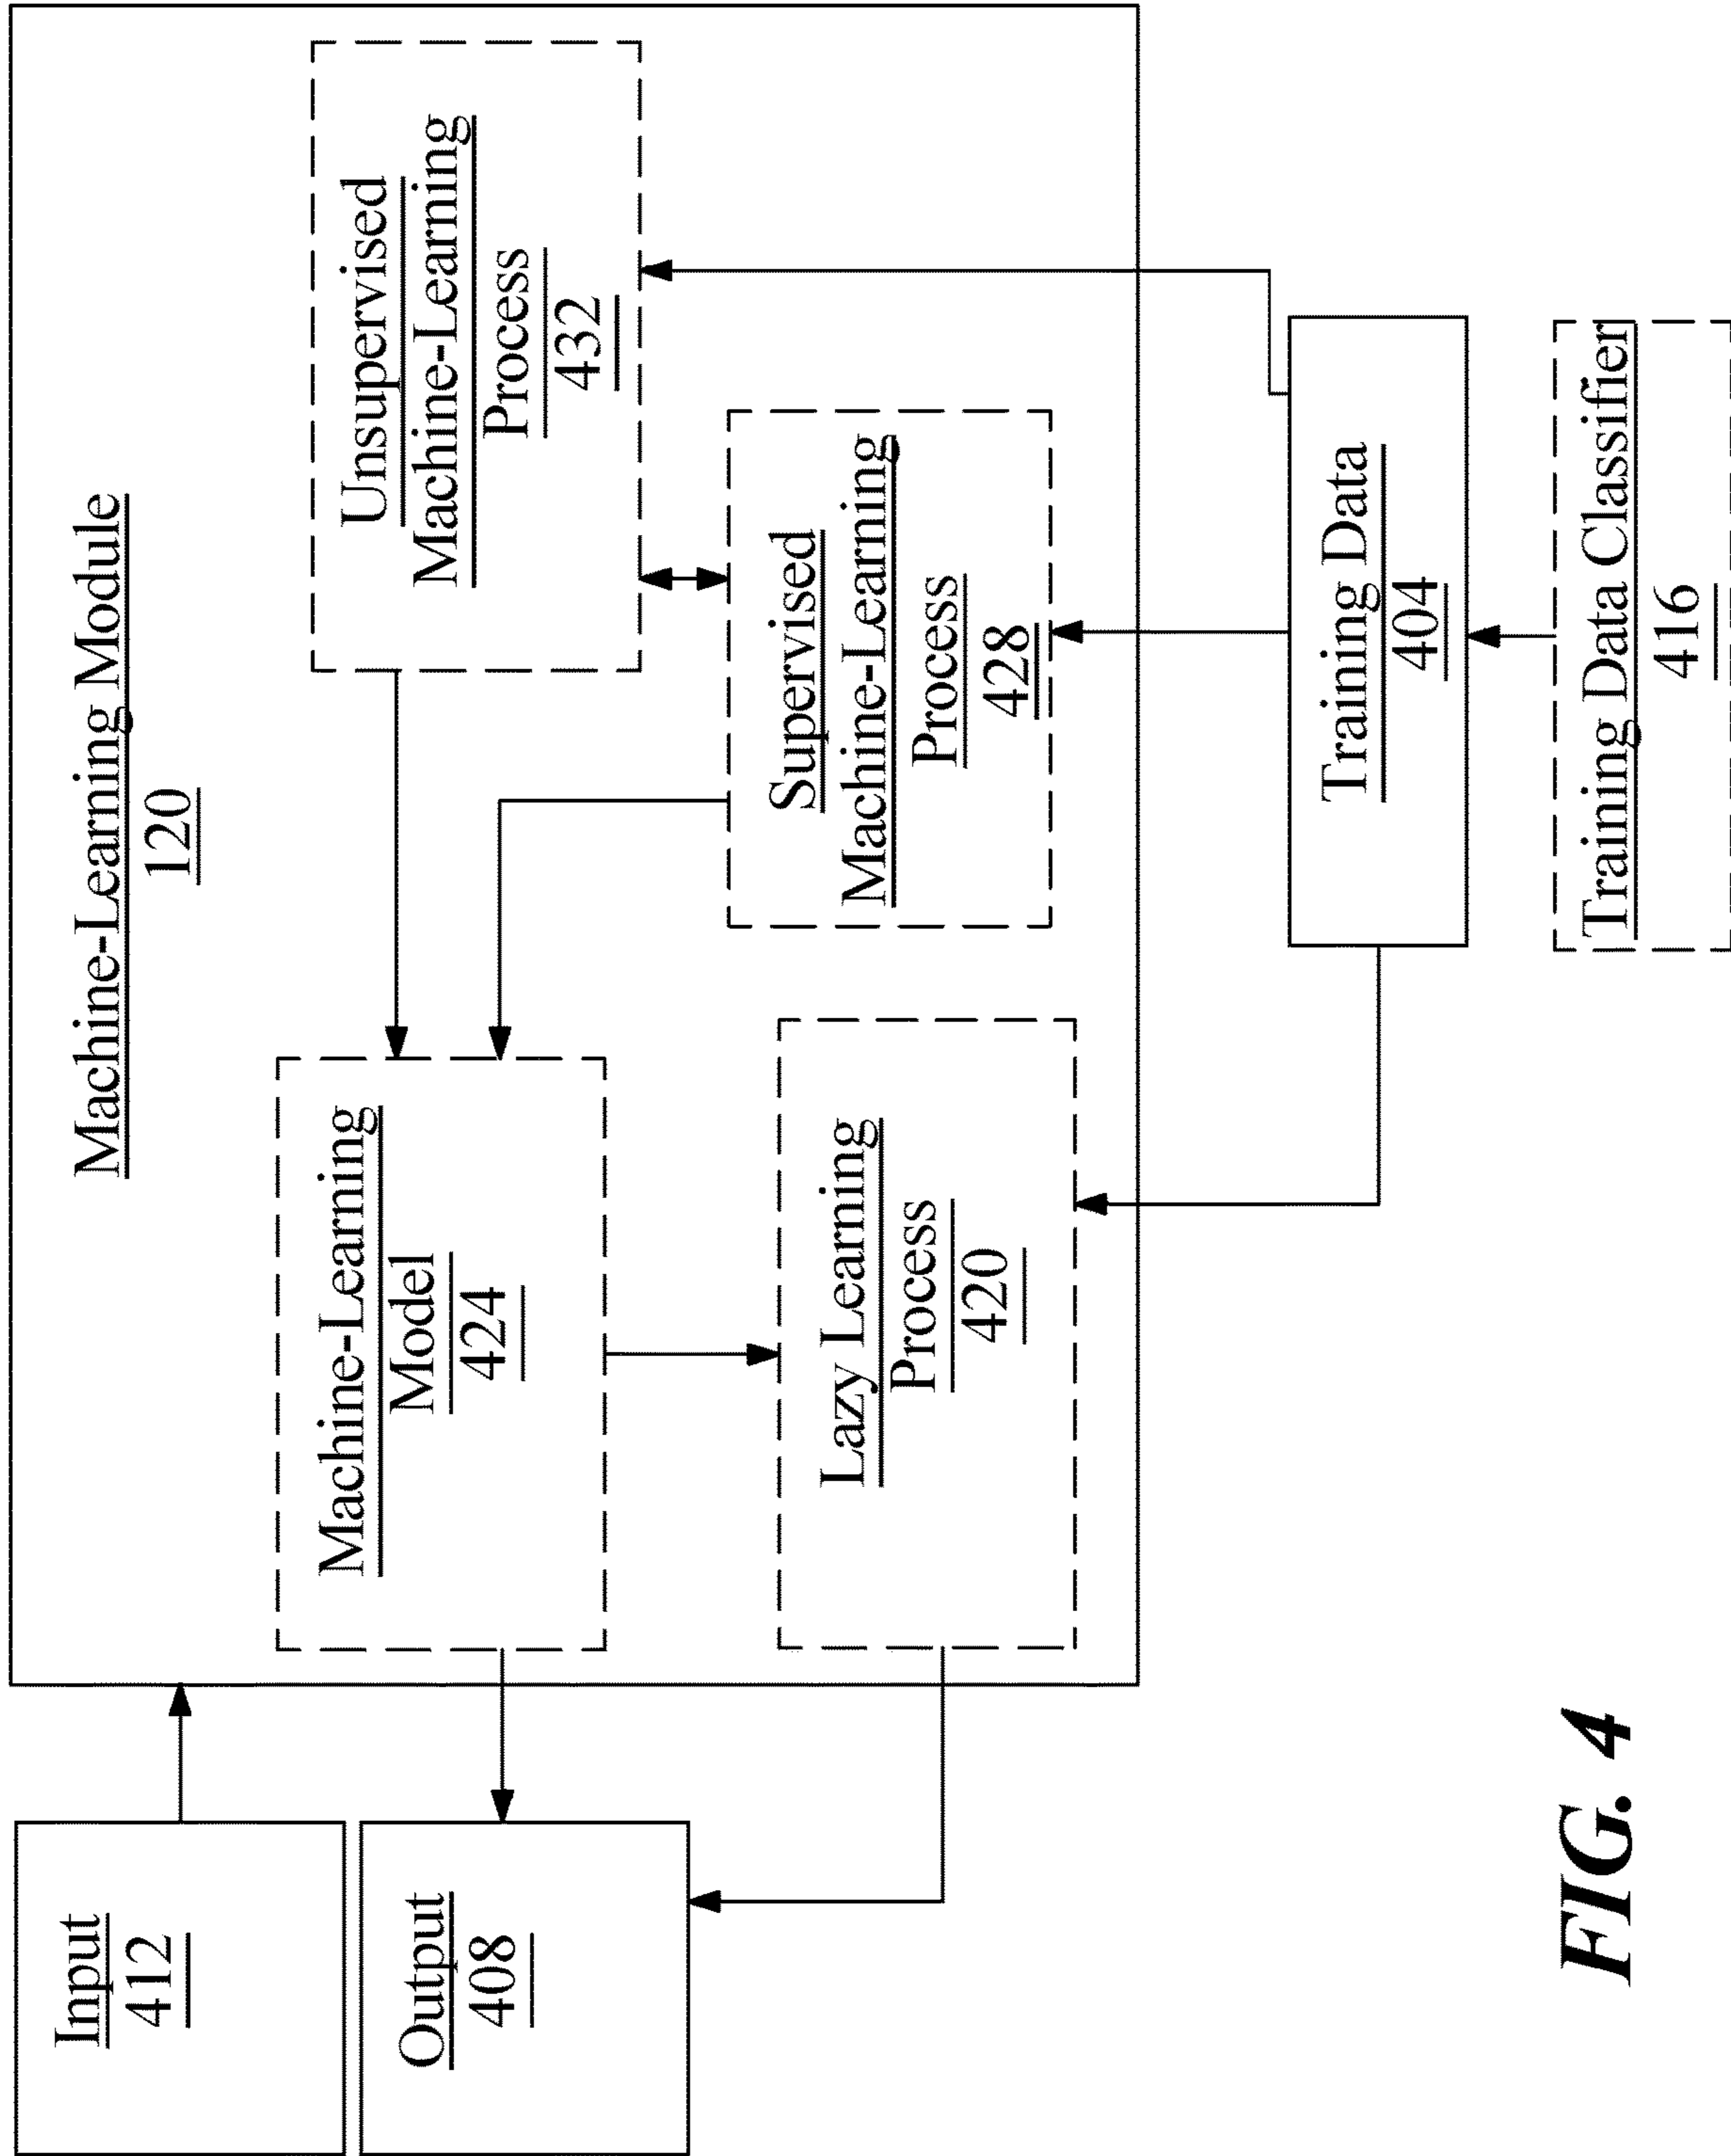 Machine-Learning Module
120
Input
412
Output
408
Machine-Learning
Model
424
Unsupervised
Machine-Learning
Process
432
Lazy Learning
Process
420
Supervised
Machine-Learning
Process
428
Training Data
404
Training Data Classifier
416
FIG. 4